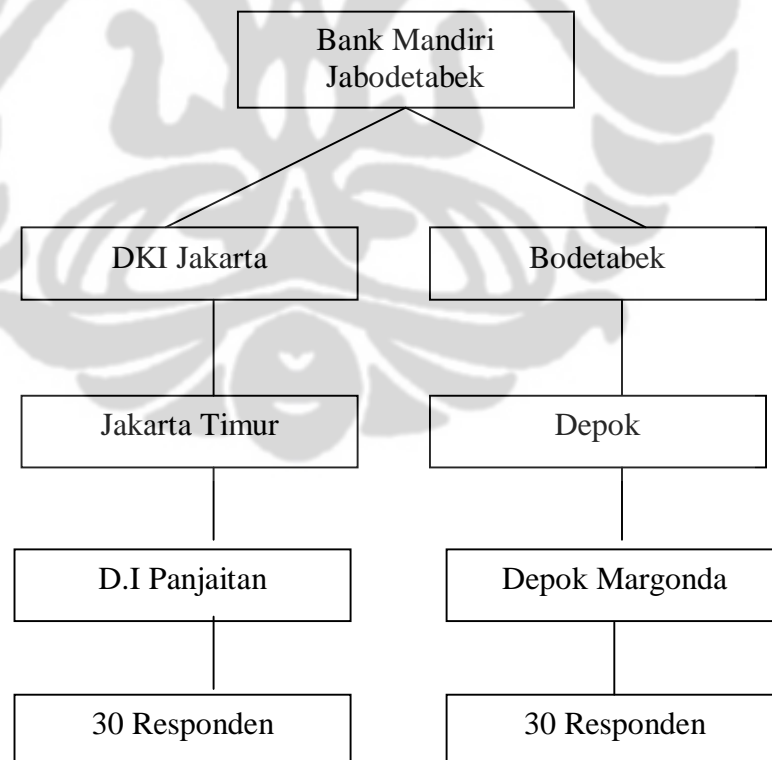 Bank Mandiri
Jabodetabek
DKI Jakarta
Bodetabek
Jakarta Timur
Depok
D.I Panjaitan
Depok Margonda
30 Responden
30 Responden